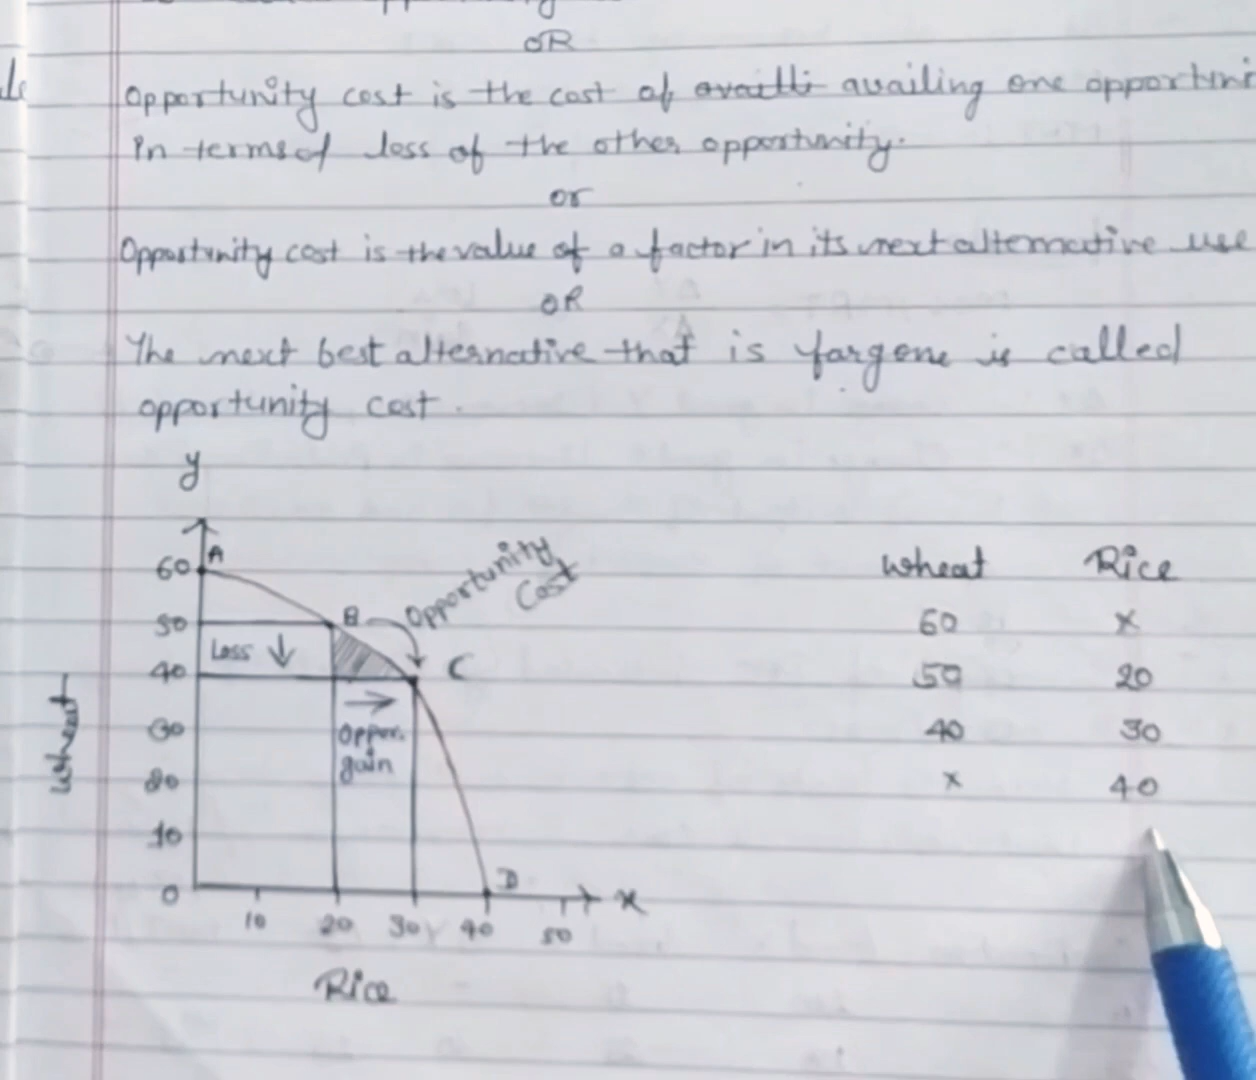 OR
Opportunity cost is the cost of availli availing one opportuni
in terms of loss of the other opportunity.
or
Opportunity cost is the value of a factor in its next alternative use
OR
The next best alternative that is fargone is called
opportunity cost.
y
60 A
50 B
Opportunity
Cost
Loss ↓
40 C
→
30 Oppor.
gain
20
10
0 D x
10 20 30 40 50
Wheat
Rice
Wheat Rice
60 x
50 20
40 30
x 40